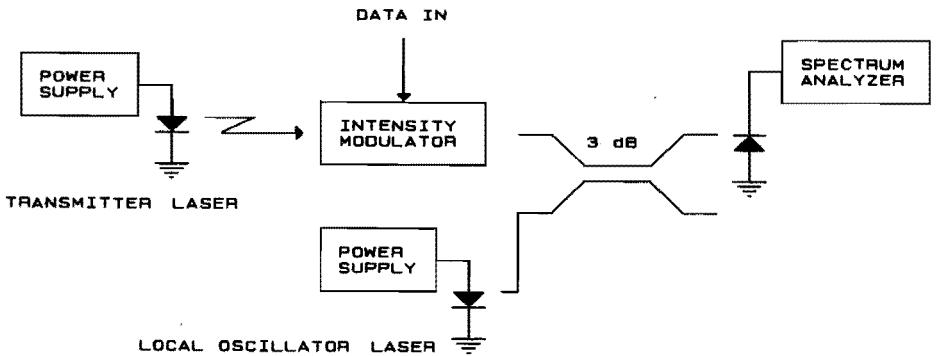 DATA IN
POWER
SUPPLY
SPECTRUM
ANALYZER
INTENSITY
MODULATOR
3 dB
TRANSMITTER LASER
POWER
SUPPLY
LOCAL OSCILLATOR LASER